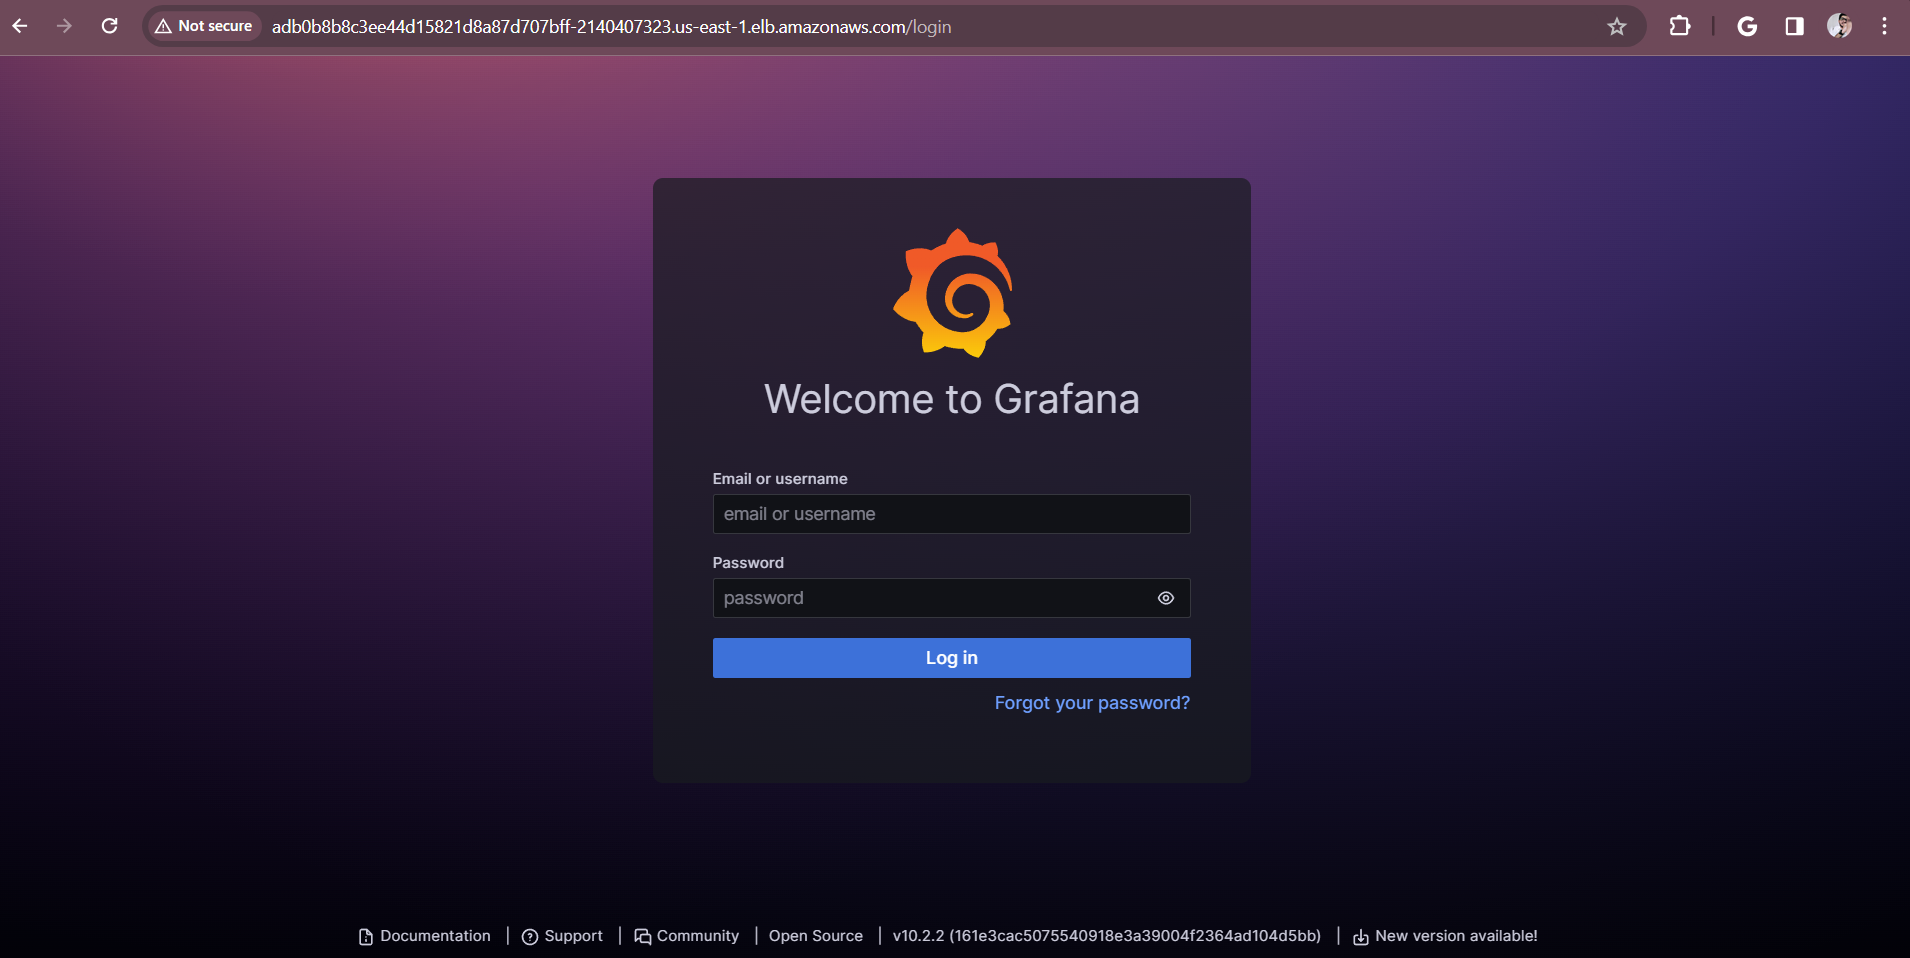 Not secure adb0b8b8c3ee44d15821d8a87d707bff-2140407323.us-east-1.elb.amazonaws.com/login
Welcome to Grafana
Email or username
email or username
Password
password
Log in
Forgot your password?
Documentation | Support | Community | Open Source | v10.2.2 (161e3cac5075540918e3a39004f2364ad104d5bb) | New version available!